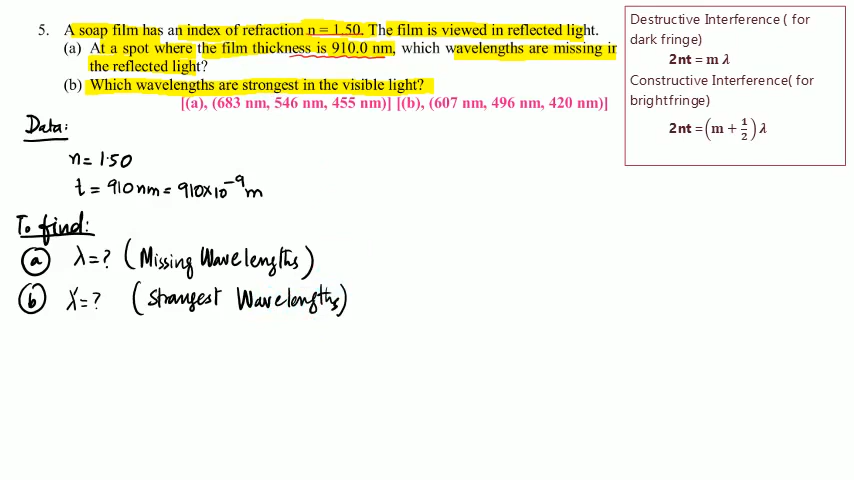 5. A soap film has an index of refraction n = 1.50. The film is viewed in reflected light.
(a) At a spot where the film thickness is 910.0 nm, which wavelengths are missing in
the reflected light?
(b) Which wavelengths are strongest in the visible light?
[(a), (683 nm, 546 nm, 455 nm)] [(b), (607 nm, 496 nm, 420 nm)]
Destructive Interference ( for
dark fringe)
2nt = m λ
Constructive Interference( for
brightfringe)
2nt = (m + 1/2) λ
Data:
n = 1.50
t = 910 nm = 910×10⁻⁹ m
To find:
(a) λ = ? (Missing Wavelengths)
(b) λ' = ? (Strongest Wavelengths)